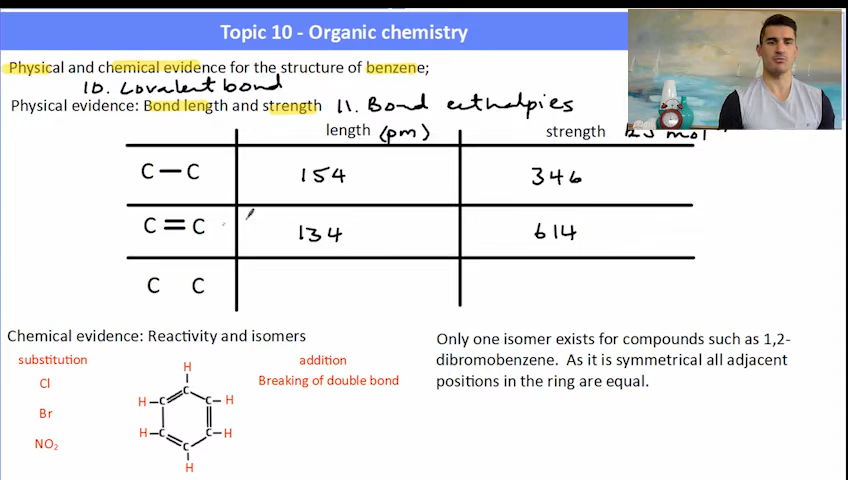 Topic 10 - Organic chemistry
Physical and chemical evidence for the structure of benzene;
10. Covalent bond
Physical evidence: Bond length and strength 11. Bond enthalpies
length strength
(pm)
C — C 154 346
C = C 134 614
C C
Chemical evidence: Reactivity and isomers
substitution
Cl
Br
NO₂
H
H C C C H
H C C C H
H
addition
Breaking of double bond
Only one isomer exists for compounds such as 1,2-
dibromobenzene. As it is symmetrical all adjacent
positions in the ring are equal.